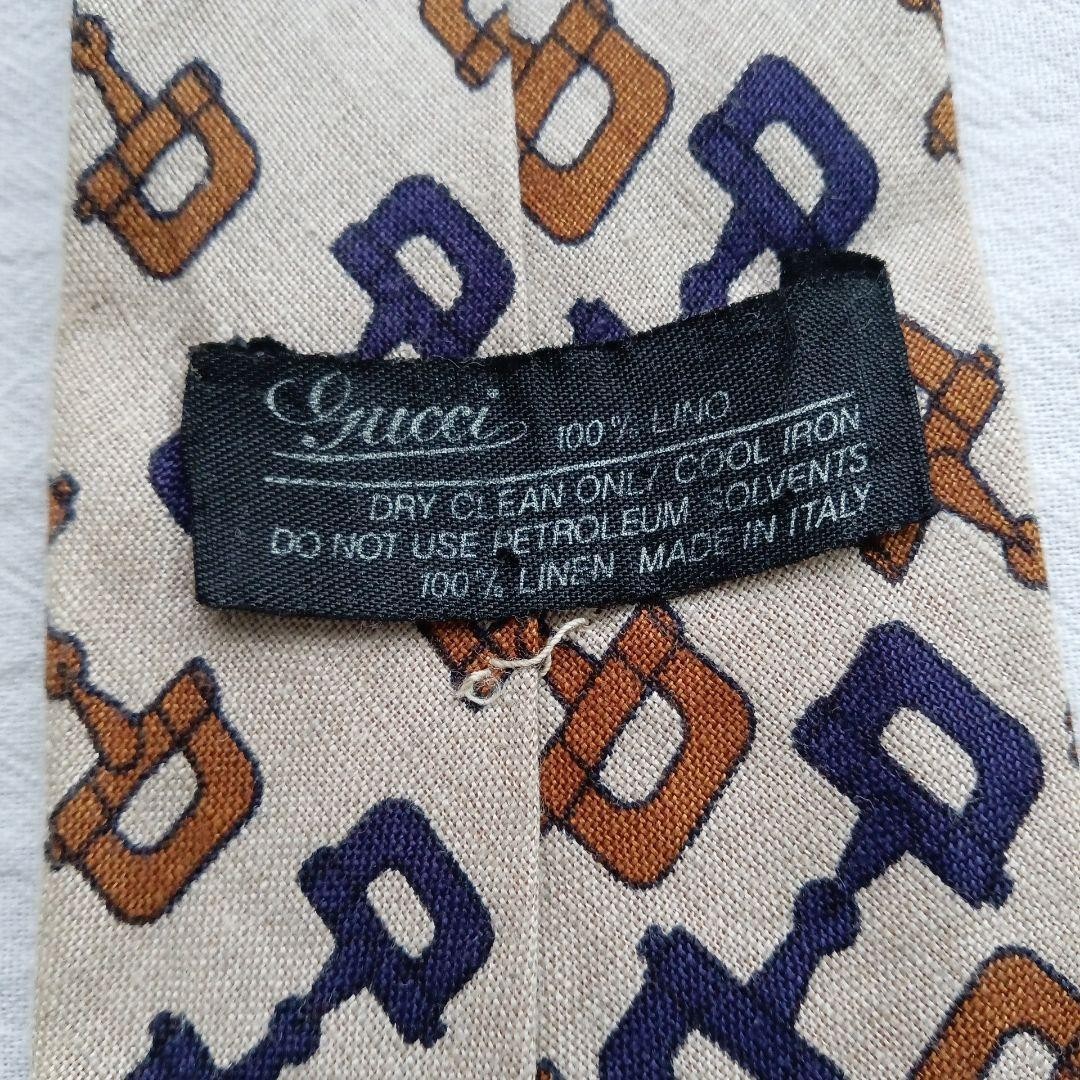 Gucci 100% LINO
DRY CLEAN ONLY COOL IRON
DO NOT USE PETROLEUM SOLVENTS
100% LINEN MADE IN ITALY